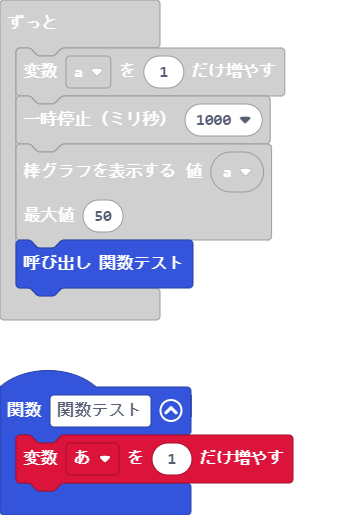 ずっと
変数 a を 1 だけ増やす
一時停止（ミリ秒） 1000
棒グラフを表示する 値 a
最大値 50
呼び出し 関数テスト
関数 関数テスト
変数 あ を 1 だけ増やす